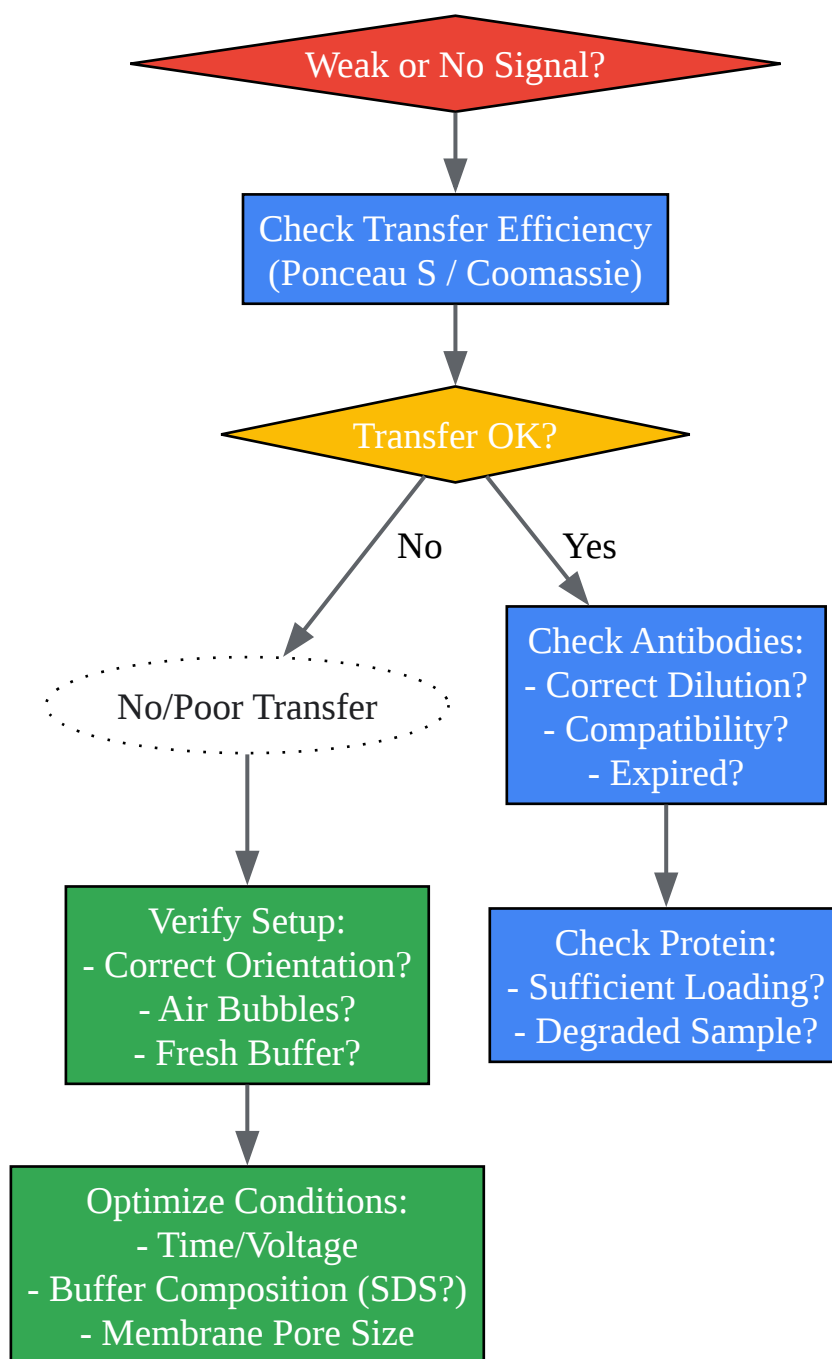 Weak or No Signal?
Check Transfer Efficiency
(Ponceau S / Coomassie)
Transfer OK?
No
Yes
No/Poor Transfer
Check Antibodies:
- Correct Dilution?
- Compatibility?
- Expired?
Verify Setup:
- Correct Orientation?
- Air Bubbles?
- Fresh Buffer?
Check Protein:
- Sufficient Loading?
- Degraded Sample?
Optimize Conditions:
- Time/Voltage
- Buffer Composition (SDS?)
- Membrane Pore Size